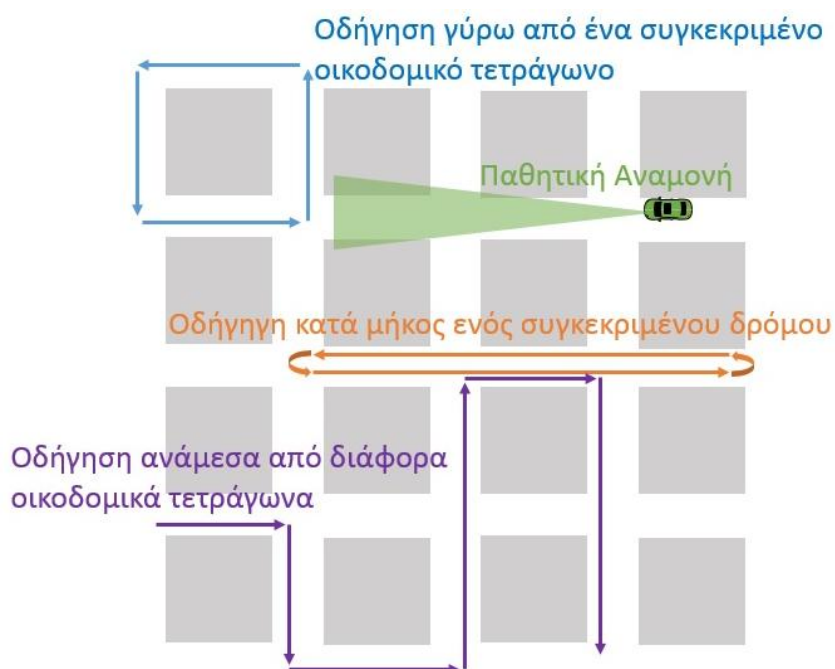 Οδήγηση γύρω από ένα συγκεκριμένο
οικοδομικό τετράγωνο
Παθητική Αναμονή
Οδήγηγη κατά μήκος ενός συγκεκριμένου δρόμου
Οδήγηση ανάμεσα από διάφορα
οικοδομικά τετράγωνα